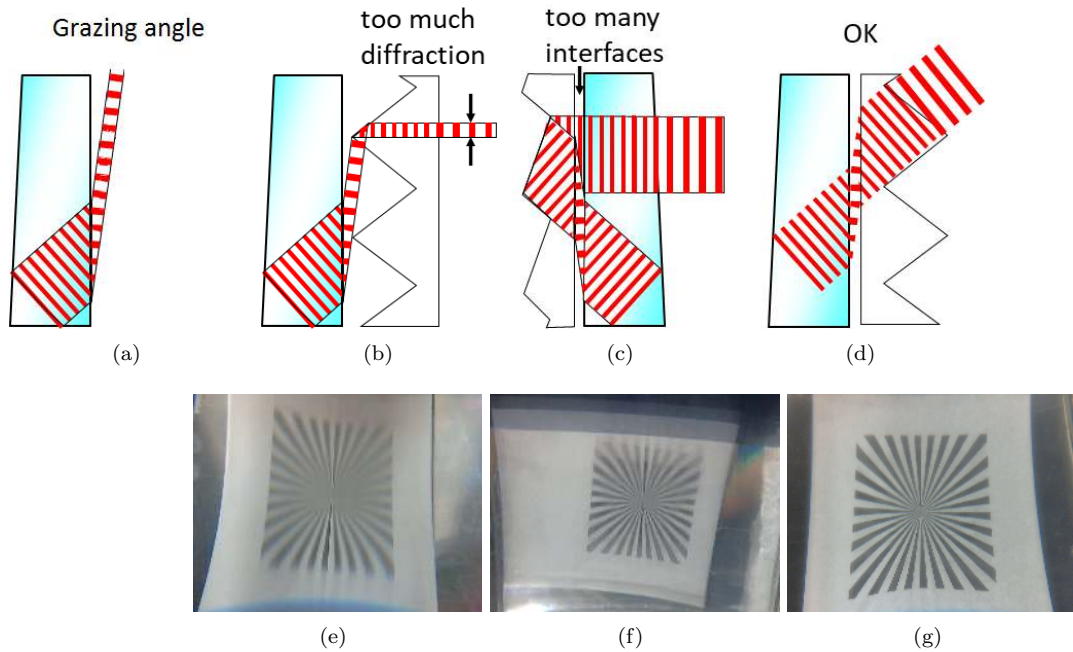 Grazing angle
too much
diffraction
too many
interfaces
OK
(a)
(b)
(c)
(d)
(e)
(f)
(g)